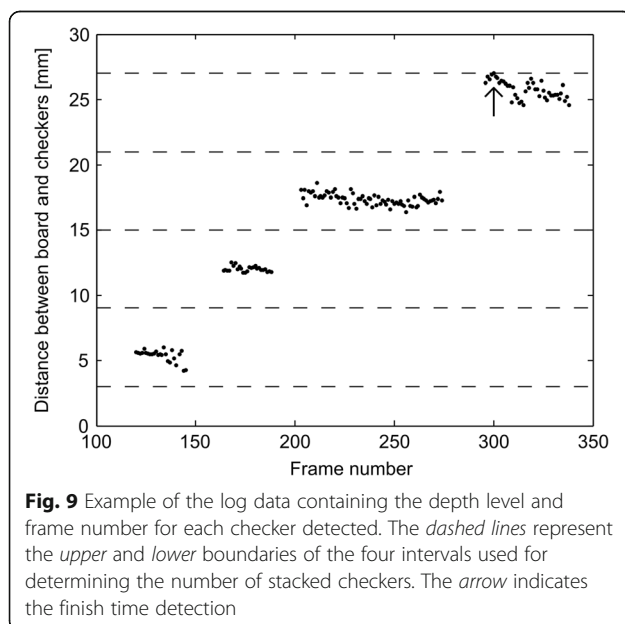 Distance between board and checkers [mm]
30
25
20
15
10
5
0
100 150 200 250 300 350
Frame number
Fig. 9 Example of the log data containing the depth level and
frame number for each checker detected. The dashed lines represent
the upper and lower boundaries of the four intervals used for
determining the number of stacked checkers. The arrow indicates
the finish time detection